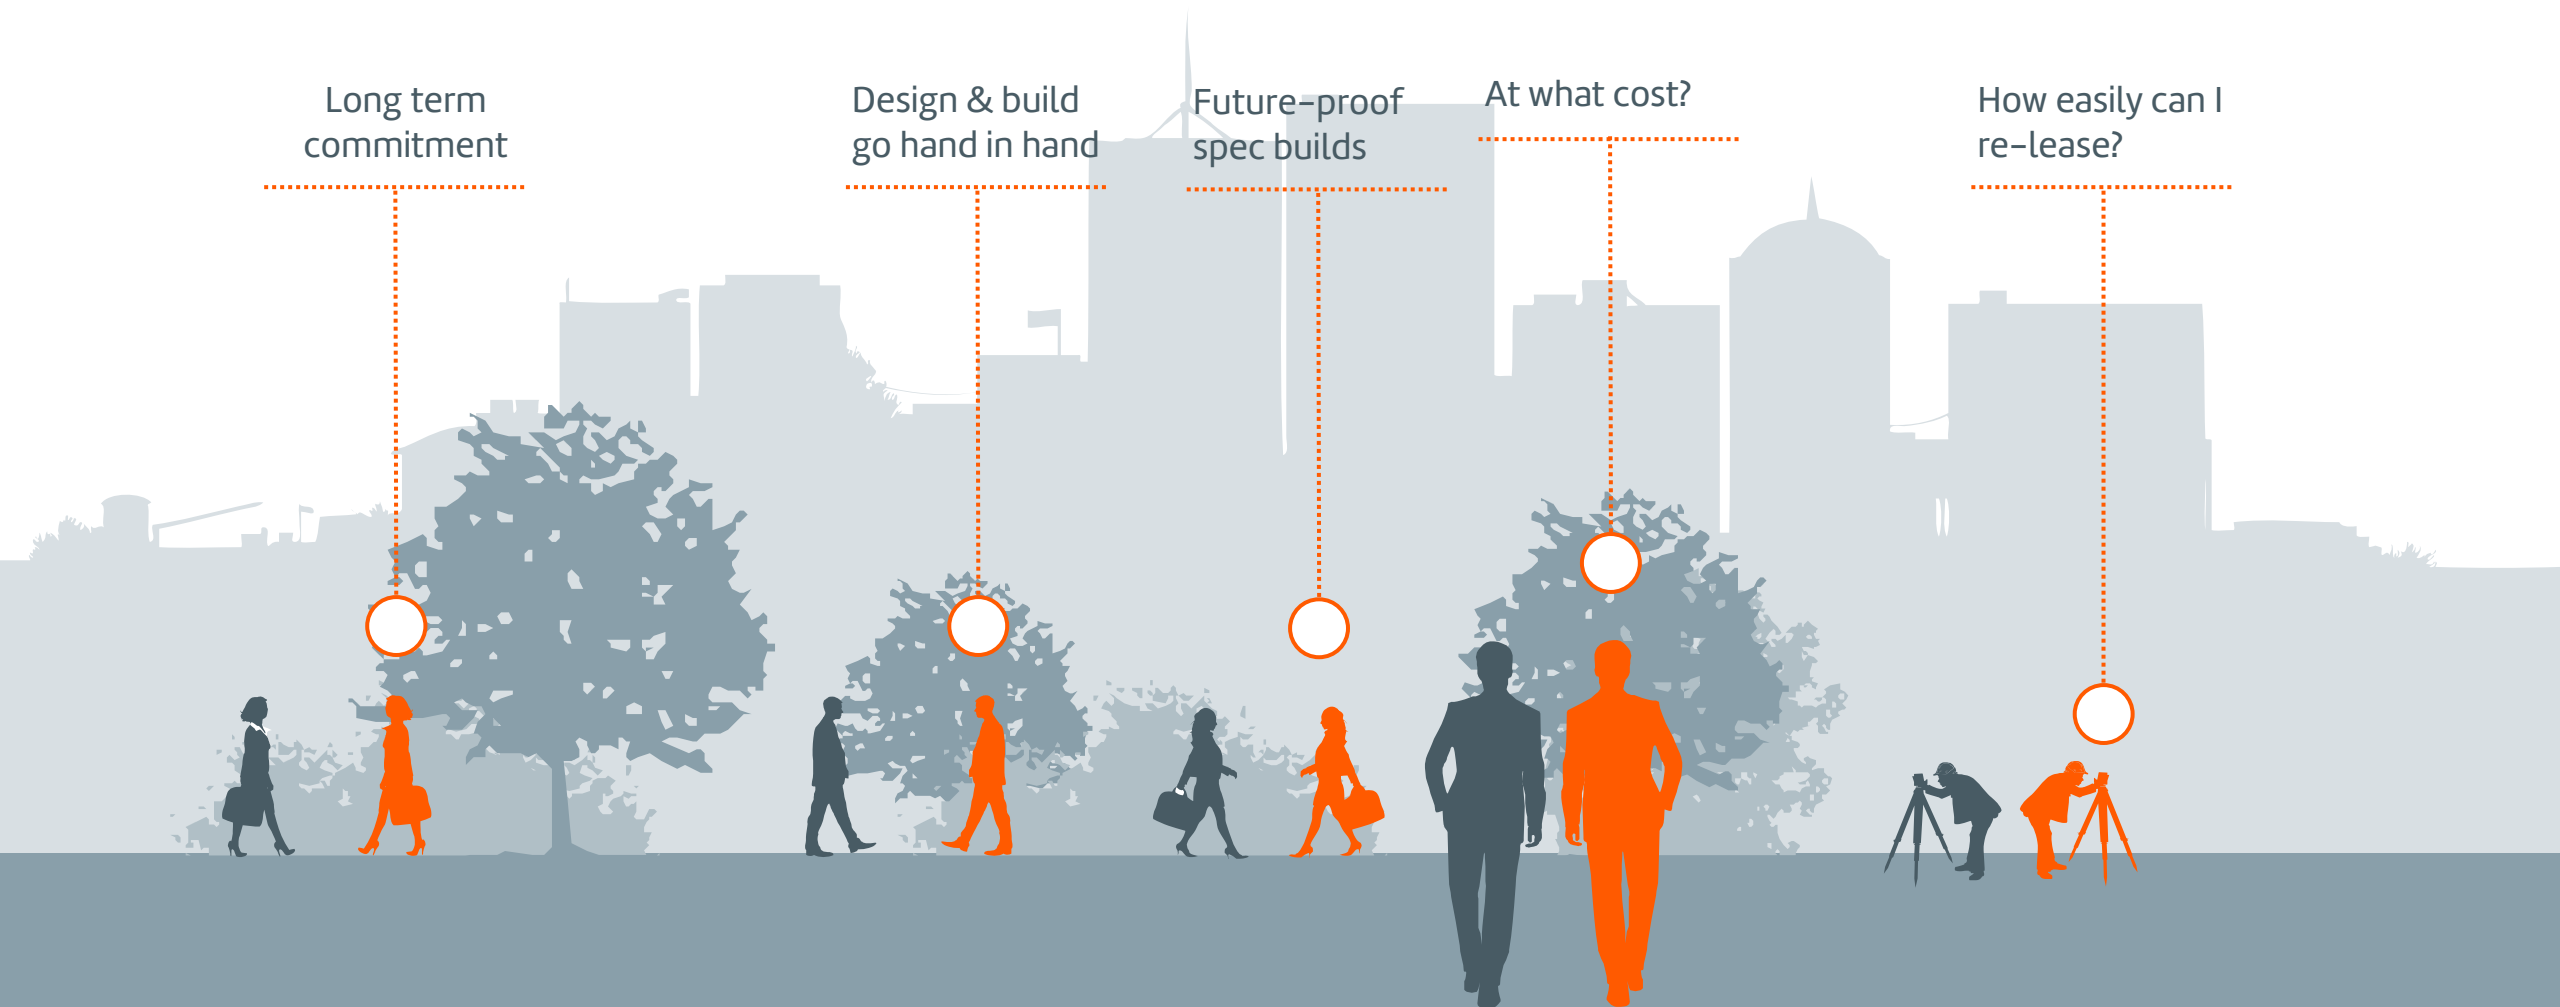 Long term
commitment
Design & build
go hand in hand
Future-proof
spec builds
At what cost?
How easily can I
re-lease?